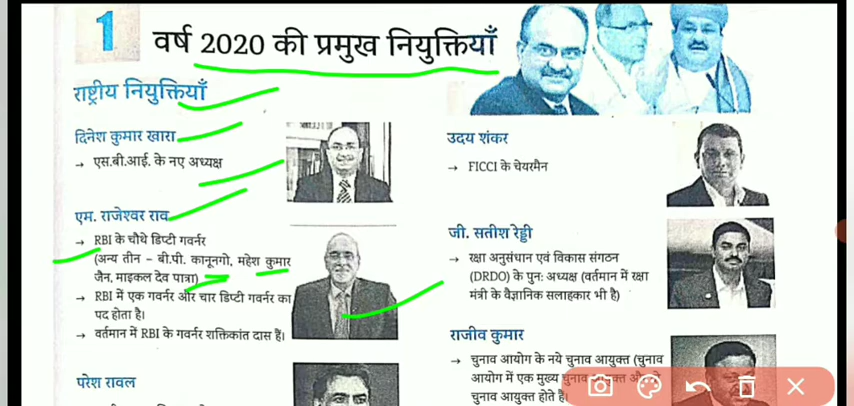 1 वर्ष 2020 की प्रमुख नियुक्तियाँ
राष्ट्रीय नियुक्तियाँ
दिनेश कुमार खारा
→ एस.बी.आई. के नए अध्यक्ष
एम. राजेश्वर राव
→ RBI के चौथे डिप्टी गवर्नर
(अन्य तीन – बी.पी. कानूनगो, महेश कुमार
जैन, माइकल देव पात्रा)
→ RBI में एक गवर्नर और चार डिप्टी गवर्नर का
पद होता है।
→ वर्तमान में RBI के गवर्नर शक्तिकांत दास हैं।
परेश रावल
उदय शंकर
→ FICCI के चेयरमैन
जी. सतीश रेड्डी
→ रक्षा अनुसंधान एवं विकास संगठन
(DRDO) के पुन: अध्यक्ष (वर्तमान में रक्षा
मंत्री के वैज्ञानिक सलाहकार भी है)
राजीव कुमार
→ चुनाव आयोग के नये चुनाव आयुक्त (चुनाव
आयोग में एक मुख्य चुनाव आयुक्त
चुनाव आयुक्त होते है।